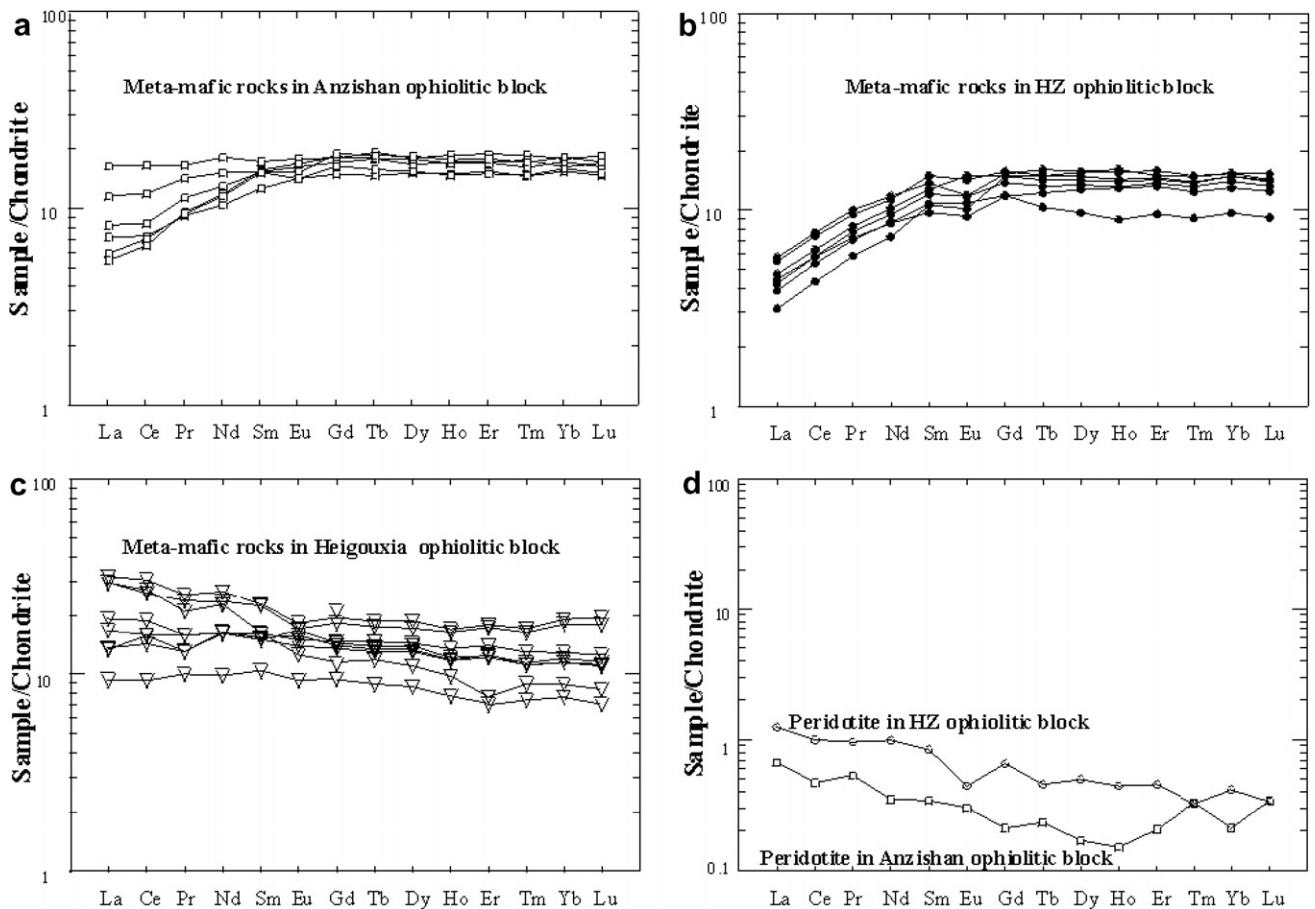 a
100
Meta-mafic rocks in Anzishan ophiolitic block
Sample/Chondrite
10
1
La Ce Pr Nd Sm Eu Gd Tb Dy Ho Er Tm Yb Lu
b
100
Meta-mafic rocks in HZ ophiolitic block
Sample/Chondrite
10
1
La Ce Pr Nd Sm Eu Gd Tb Dy Ho Er Tm Yb Lu
c
100
Meta-mafic rocks in Heigouxia ophiolitic block
Sample/Chondrite
10
1
La Ce Pr Nd Sm Eu Gd Tb Dy Ho Er Tm Yb Lu
d
100
10
Sample/Chondrite
Peridotite in HZ ophiolitic block
1
Peridotite in Anzishan ophiolitic block
0.1
La Ce Pr Nd Sm Eu Gd Tb Dy Ho Er Tm Yb Lu